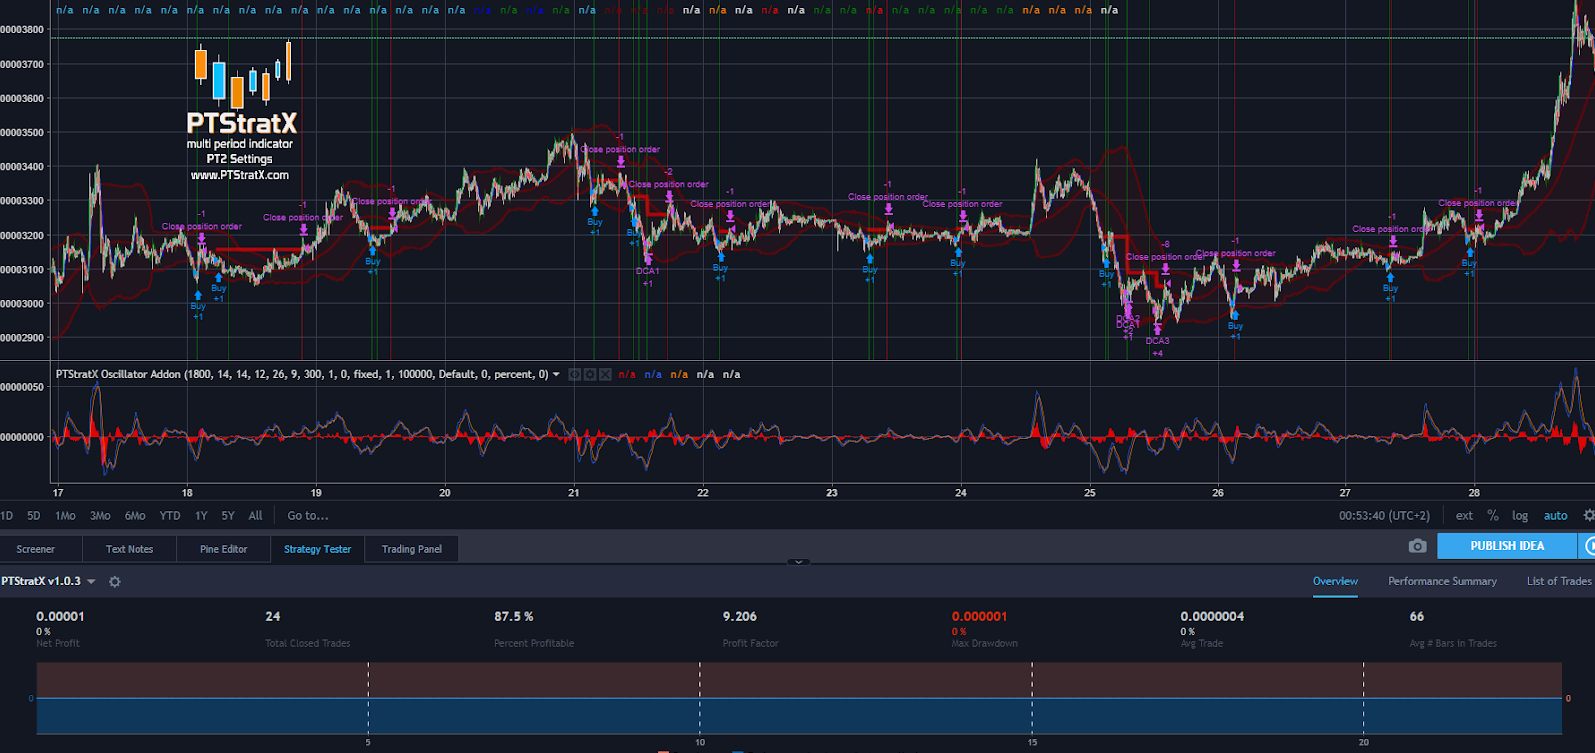 n/a n/a n/a n/a n/a n/a n/a n/a n/a n/a n/a n/a n/a n/a n/a n/a n/a n/a n/a n/a n/a n/a n/a n/a n/a n/a n/a n/a n/a n/a n/a n/a n/a n/a n/a n/a n/a n/a n/a n/a n/a
00003800
00003700
00003600
00003500
00003400
00003300
00003200
00003100
00003000
00002900
PTStratX
multi period indicator
PT2 Settings
www.PTStratX.com
-1
Close position order
-1
Close position order
-1
Close position order
-1
Close position order
-2
Close position order
-1
Close position order
-1
Close position order
-1
Close position order
-6
Close position order
-1
Close position order
-1
Close position order
-1
Close position order
Buy
+1
Buy
+1
Buy
+1
Buy
+1
Buy
+1
DCA1
+1
Buy
+1
Buy
+1
Buy
+1
Buy
+1
DCA2
DCA1
+2
+1
DCA3
+4
Buy
+1
Buy
+1
Buy
+1
PTStratX Oscillator Addon (1800, 14, 14, 12, 26, 9, 300, 1, 0, fixed, 1, 100000, Default, 0, percent, 0) n/a n/a n/a n/a n/a
00000050
00000000
17 18 19 20 21 22 23 24 25 26 27 28
1D 5D 1Mo 3Mo 6Mo YTD 1Y 5Y All Go to... 00:53:40 (UTC+2) ext % log auto
Screener Text Notes Pine Editor Strategy Tester Trading Panel PUBLISH IDEA
PTStratX v1.0.3 Overview Performance Summary List of Trades
0.00001 24 87.5 % 9.206 0.000001 0.0000004 66
0 % 0 % 0 %
Net Profit Total Closed Trades Percent Profitable Profit Factor Max Drawdown Avg Trade Avg # Bars in Trades
0 0
5 10 15 20